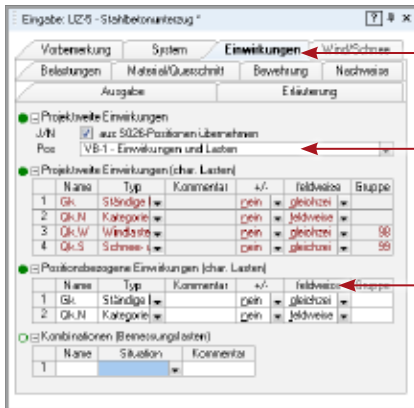 Eingabe: UZ-5 - Stahlbetonunterzug * ? × 
Vorbemerkung System Einwirkungen Wind/Schnee
Belastungen Material/Querschnitt Bewehrung Nachweise
Ausgabe Erläuterung
Projektweite Einwirkungen
J/N aus S026-Positionen übernehmen
Pos VB-1 - Einwirkungen und Lasten
Projektweite Einwirkungen (char. Lasten)
Name Typ Kommentar +/- feldweise Gruppe
1 Gk Ständige l nein gleichzei
2 Qk.N Kategorie nein feldweise
3 Qk.W Windlaste nein gleichzei 98
4 Qk.S Schnee- nein gleichzei 99
Positionsbezogene Einwirkungen (char. Lasten)
Name Typ Kommentar +/- feldweise Gruppe
1 Gk Ständige l nein gleichzei
2 Qk.N Kategorie nein feldweise
Kombinationen (Bemessungslasten)
Name Situation Kommentar
1